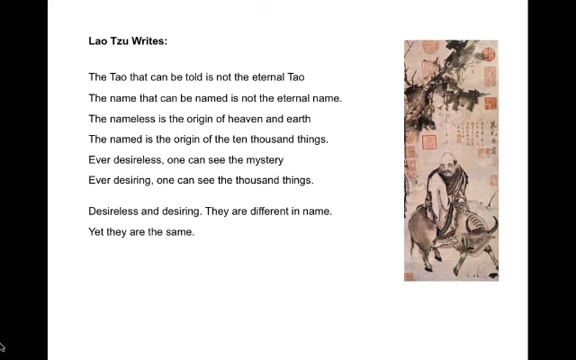 Lao Tzu Writes:
The Tao that can be told is not the eternal Tao
The name that can be named is not the eternal name.
The nameless is the origin of heaven and earth
The named is the origin of the ten thousand things.
Ever desireless, one can see the mystery
Ever desiring, one can see the thousand things.
Desireless and desiring. They are different in name.
Yet they are the same.